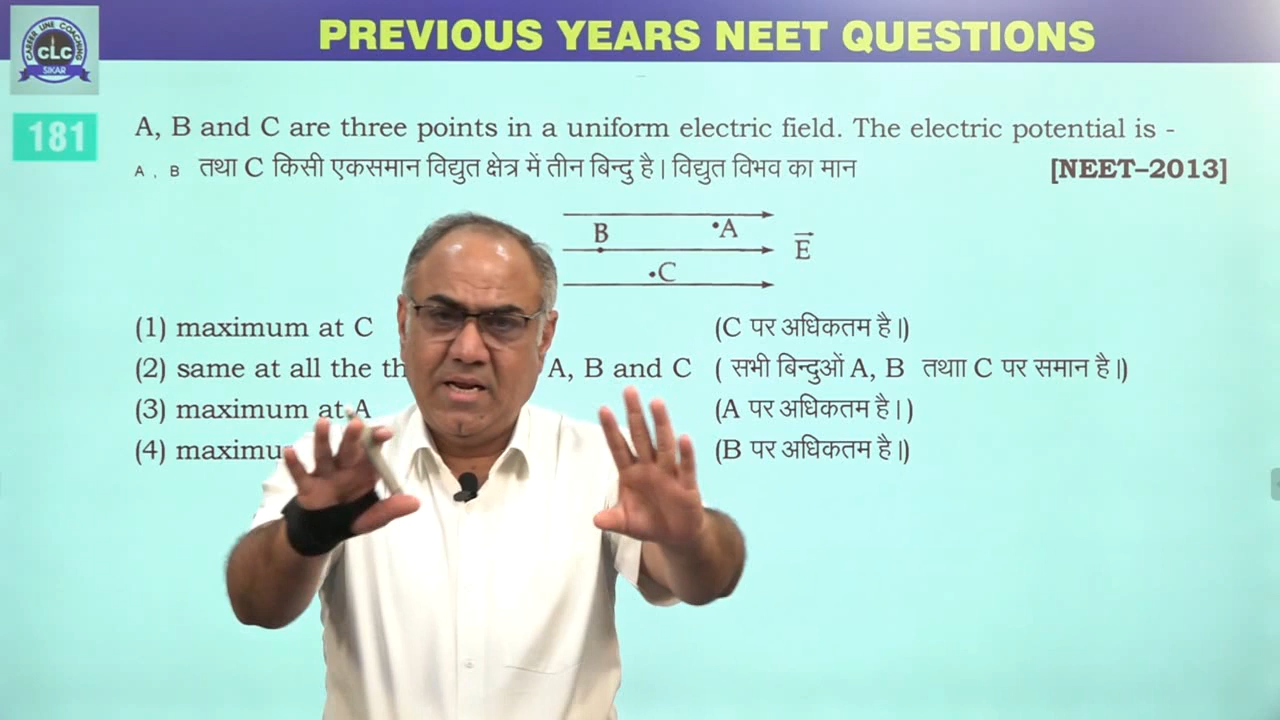 PREVIOUS YEARS NEET QUESTIONS
CAREER LINE COACHING
CLC
SIKAR
181
A, B and C are three points in a uniform electric field. The electric potential is -
A , B तथा C किसी एकसमान विद्युत क्षेत्र में तीन बिन्दु है। विद्युत विभव का मान [NEET–2013]
B •A
E
•C
(1) maximum at C (C पर अधिकतम है।)
(2) same at all the A, B and C ( सभी बिन्दुओं A, B तथाा C पर समान है।)
(3) maximum at A (A पर अधिकतम है। )
(4) (B पर अधिकतम है।)